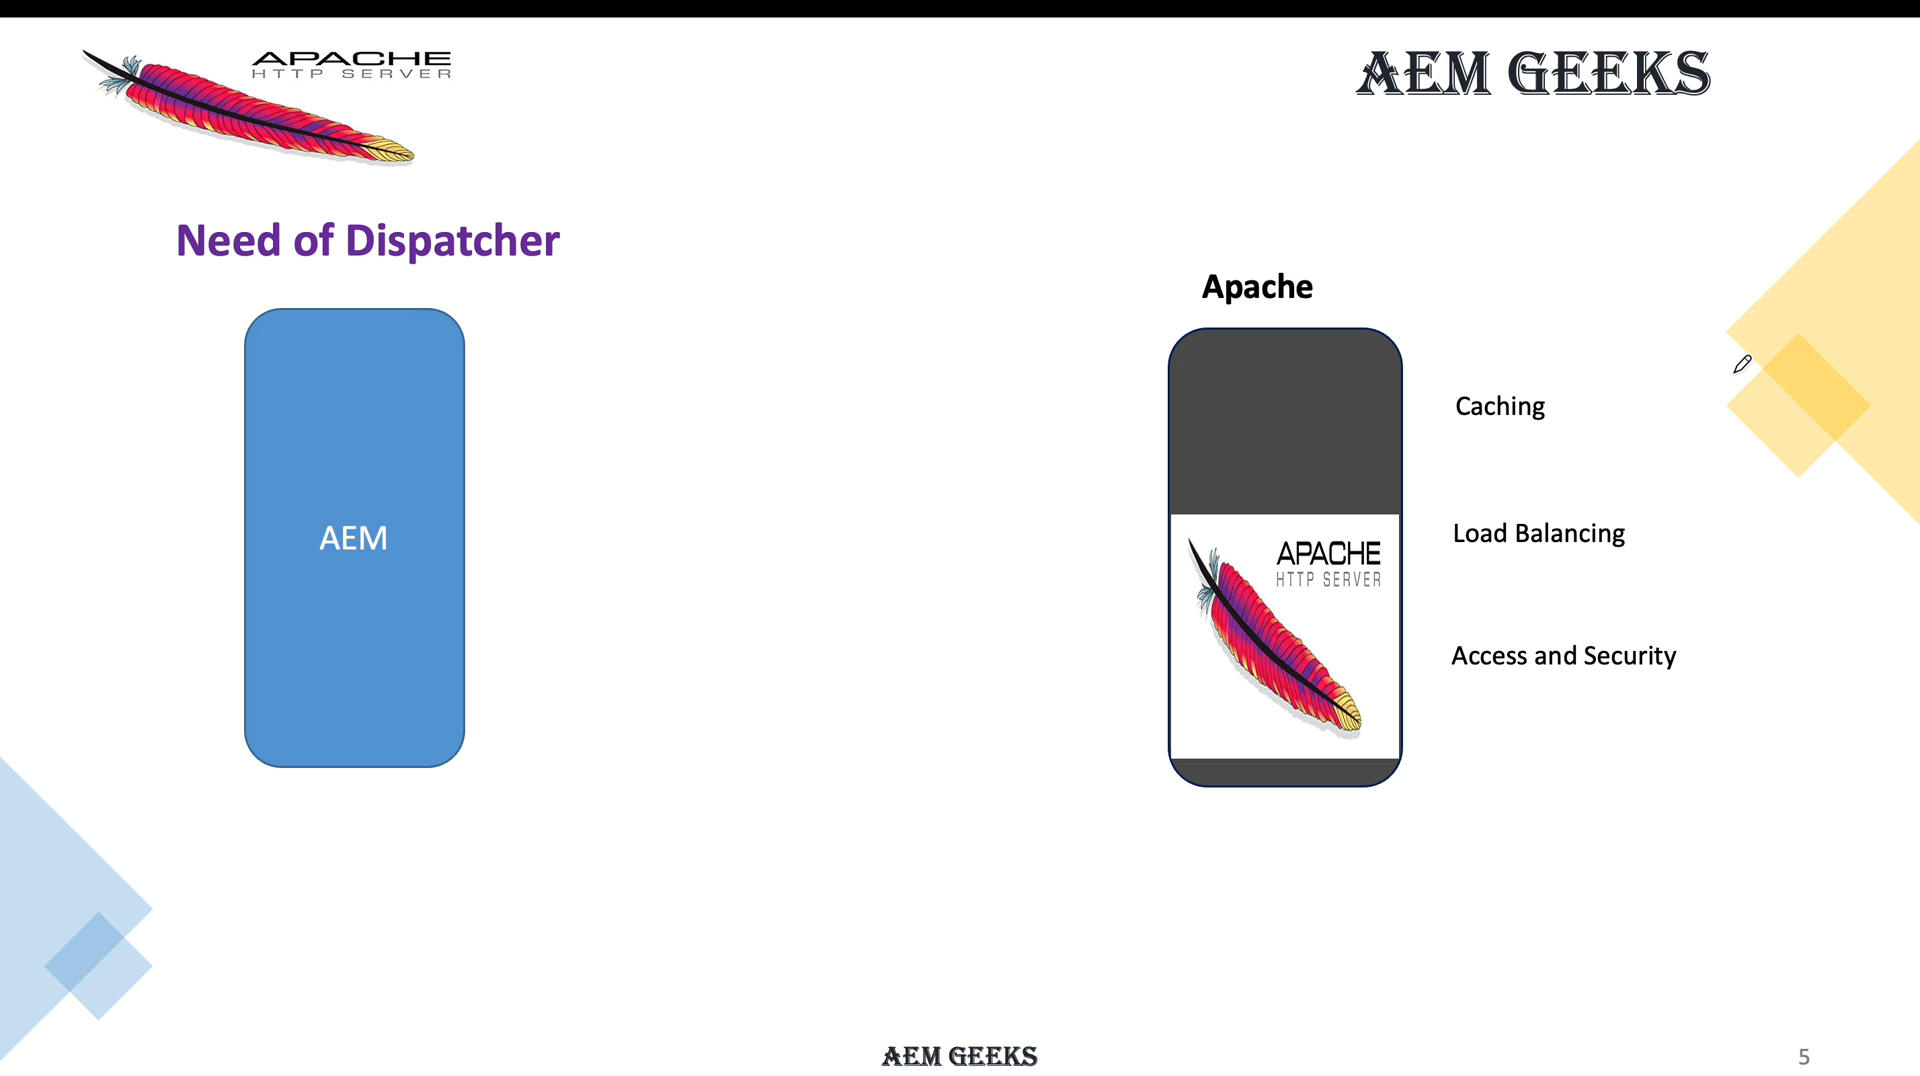 APACHE
HTTP SERVER
AEM GEEKS
Need of Dispatcher
Apache
AEM
Caching
Load Balancing
APACHE
HTTP SERVER
Access and Security
AEM GEEKS
5